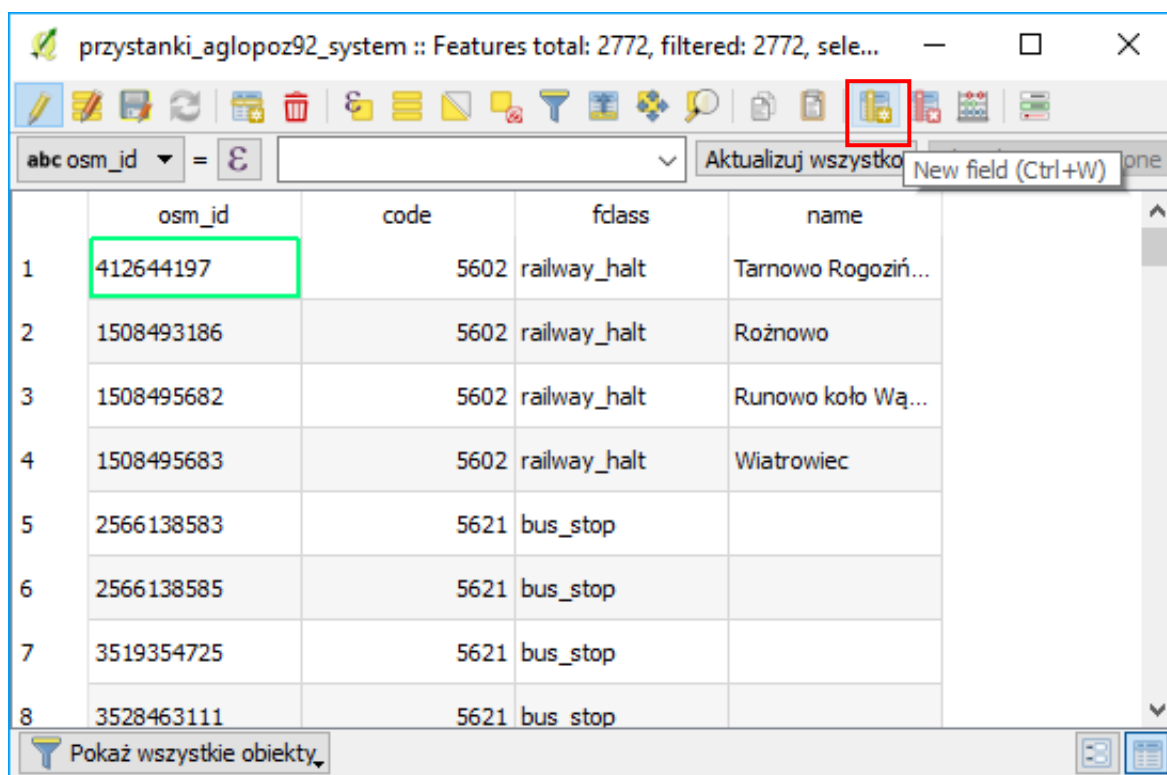 przystanki_aglopoz92_system :: Features total: 2772, filtered: 2772, sele...
abc osm_id = ε Aktualizuj wszystko
New field (Ctrl+W) one
osm_id code fclass name
1 412644197 5602 railway_halt Tarnowo Rogoziń...
2 1508493186 5602 railway_halt Rożnowo
3 1508495682 5602 railway_halt Runowo koło Wą...
4 1508495683 5602 railway_halt Wiatrowiec
5 2566138583 5621 bus_stop
6 2566138585 5621 bus_stop
7 3519354725 5621 bus_stop
8 3528463111 5621 bus_stop
Pokaż wszystkie obiekty